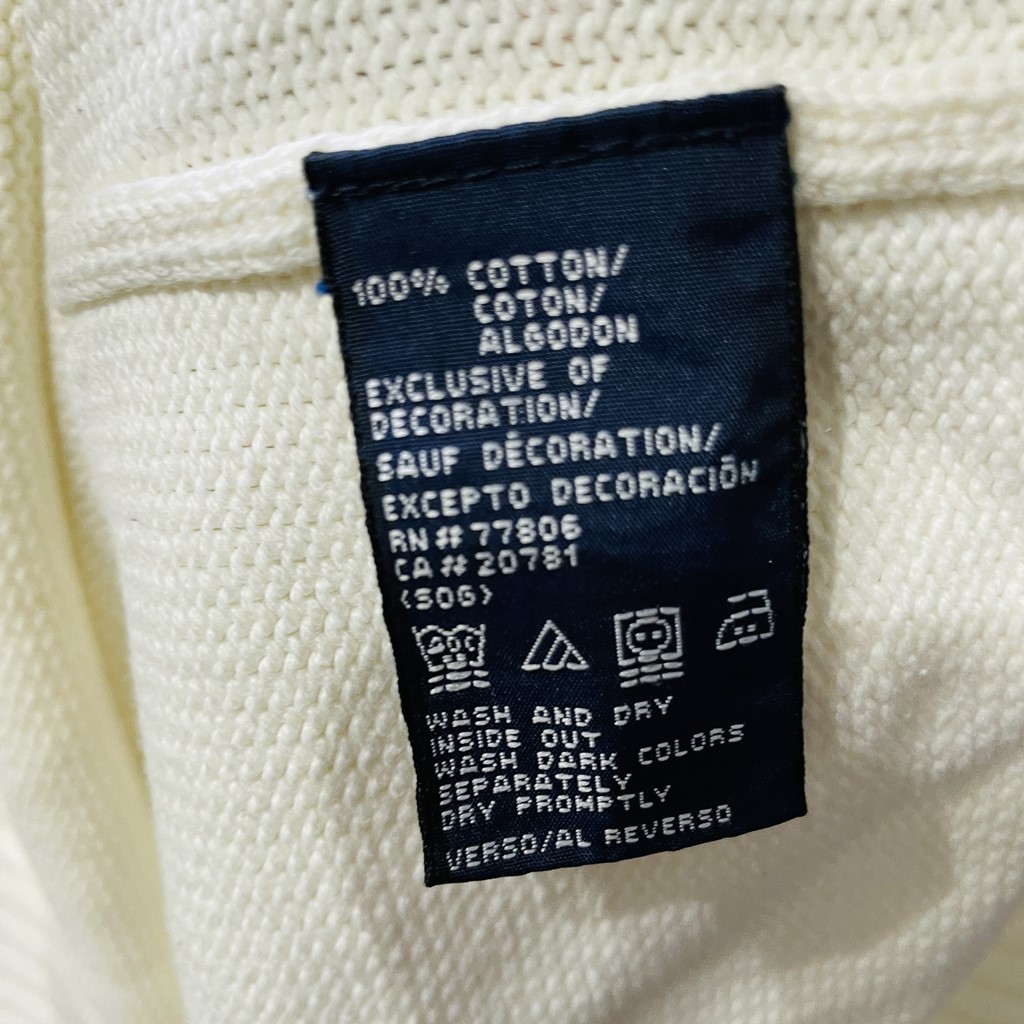 100% COTTON/
COTON/
ALGODON
EXCLUSIVE OF
DECORATION/
SAUF DÉCORATION/
EXCEPTO DECORACIÓN
RN # 77806
CA # 20781
(SOG)
WASH AND DRY
INSIDE OUT
WASH DARK COLORS
SEPARATELY
DRY PROMPTLY
VERSO/AL REVERSO